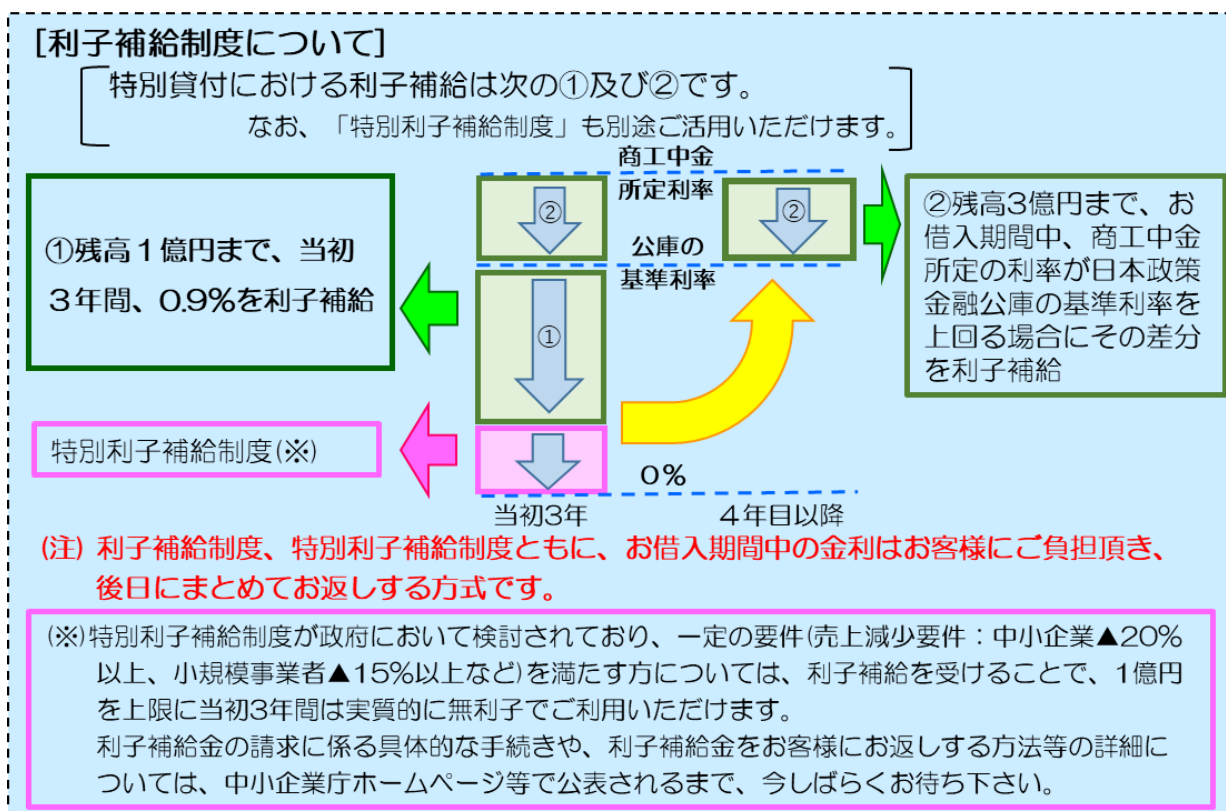 [利子補給制度について]
特別貸付における利子補給は次の①及び②です。
なお、「特別利子補給制度」も別途ご活用いただけます。
商工中金
所定利率
②
②
公庫の
基準利率
①残高１億円まで、当初
３年間、0.9%を利子補給
①
②残高3億円まで、お
借入期間中、商工中金
所定の利率が日本政策
金融公庫の基準利率を
上回る場合にその差分
を利子補給
特別利子補給制度(※)
０%
当初3年
４年目以降
(注) 利子補給制度、特別利子補給制度ともに、お借入期間中の金利はお客様にご負担頂き、
後日にまとめてお返しする方式です。
(※)特別利子補給制度が政府において検討されており、一定の要件(売上減少要件：中小企業▲20%
以上、小規模事業者▲15%以上など)を満たす方については、利子補給を受けることで、1億円
を上限に当初3年間は実質的に無利子でご利用いただけます。
利子補給金の請求に係る具体的な手続きや、利子補給金をお客様にお返しする方法等の詳細に
ついては、中小企業庁ホームページ等で公表されるまで、今しばらくお待ち下さい。